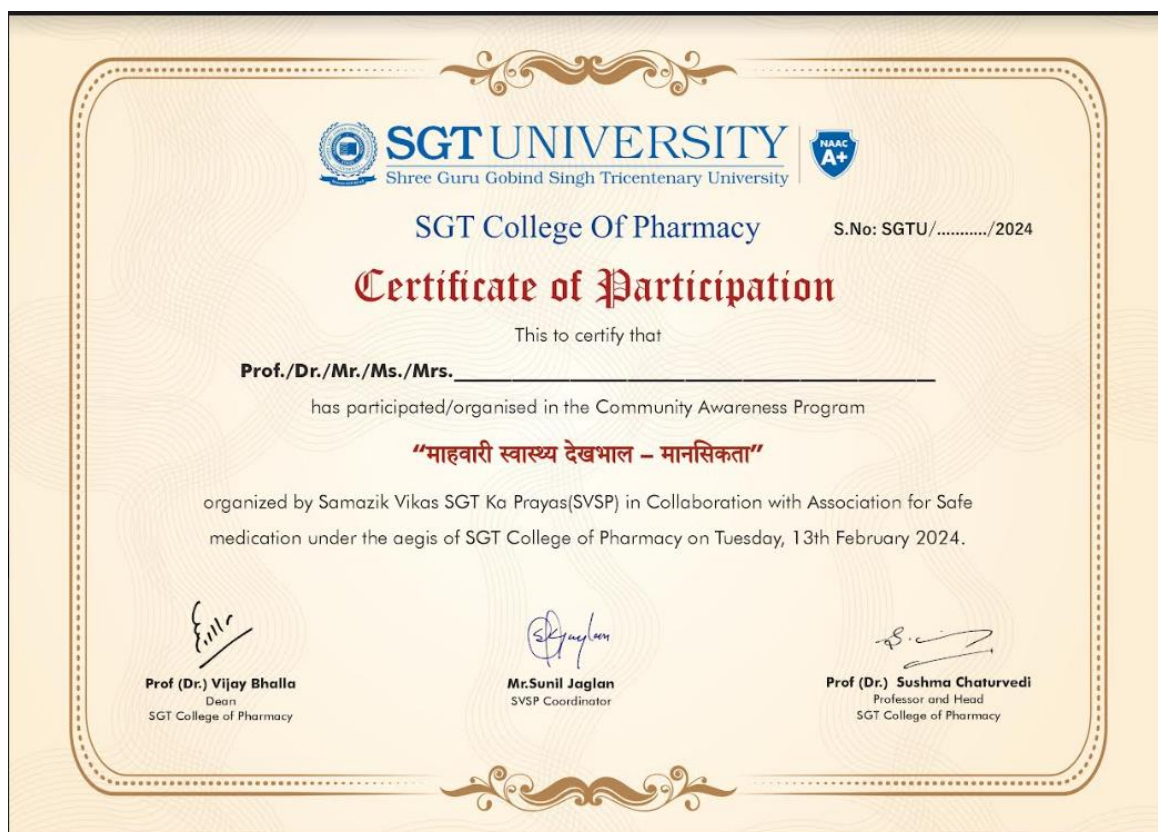 SGT UNIVERSITY
Shree Guru Gobind Singh Tricentenary University
NAAC
A+
SGT College Of Pharmacy
S.No: SGTU/.........../2024
Certificate of Participation
This to certify that
Prof./Dr./Mr./Ms./Mrs.
has participated/organised in the Community Awareness Program
“माहवारी स्वास्थ्य देखभाल – मानसिकता”
organized by Samazik Vikas SGT Ka Prayas(SVSP) in Collaboration with Association for Safe
medication under the aegis of SGT College of Pharmacy on Tuesday, 13th February 2024.
Prof (Dr.) Vijay Bhalla
Dean
SGT College of Pharmacy
SKJaglan
Mr.Sunil Jaglan
SVSP Coordinator
Prof (Dr.) Sushma Chaturvedi
Professor and Head
SGT College of Pharmacy